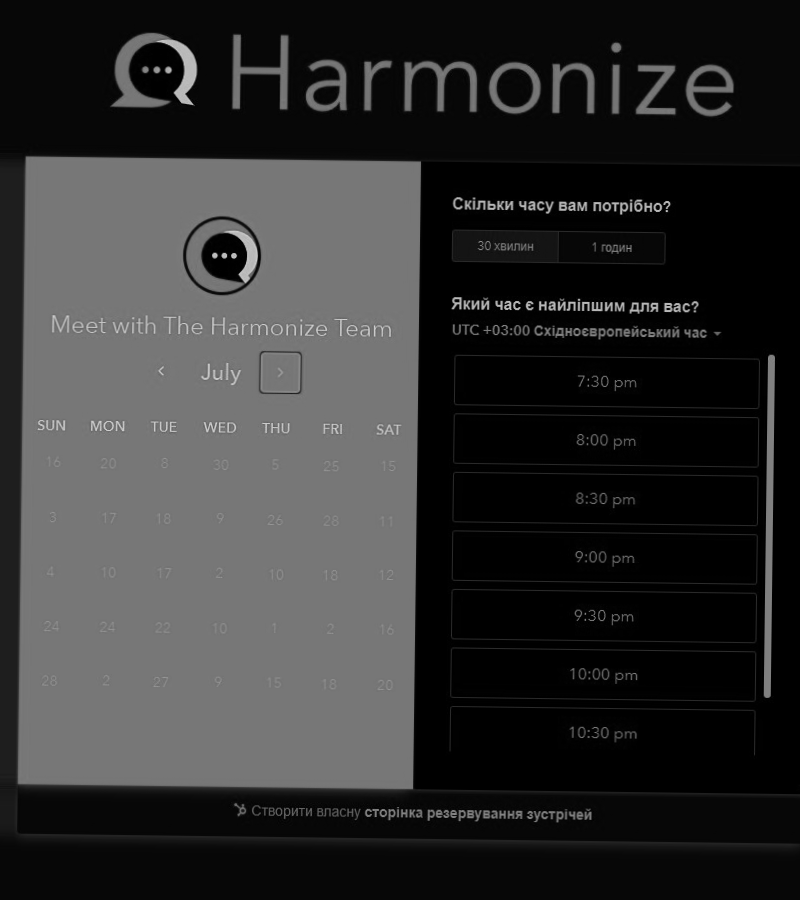 Harmonize
Meet with The Harmonize Team
July
SUN MON TUE WED THU FRI SAT
16 20 8 30 5 25 15
3 17 18 9 26 28 11
4 10 17 2 10 18 12
24 24 22 10 1 2 16
28 2 27 9 15 18 20
Скільки часу вам потрібно?
30 хвилин 1 годин
Який час є найліпшим для вас?
UTC +03:00 Східноєвропейський час
7:30 pm
8:00 pm
8:30 pm
9:00 pm
9:30 pm
10:00 pm
10:30 pm
Створити власну сторінка резервування зустрічей